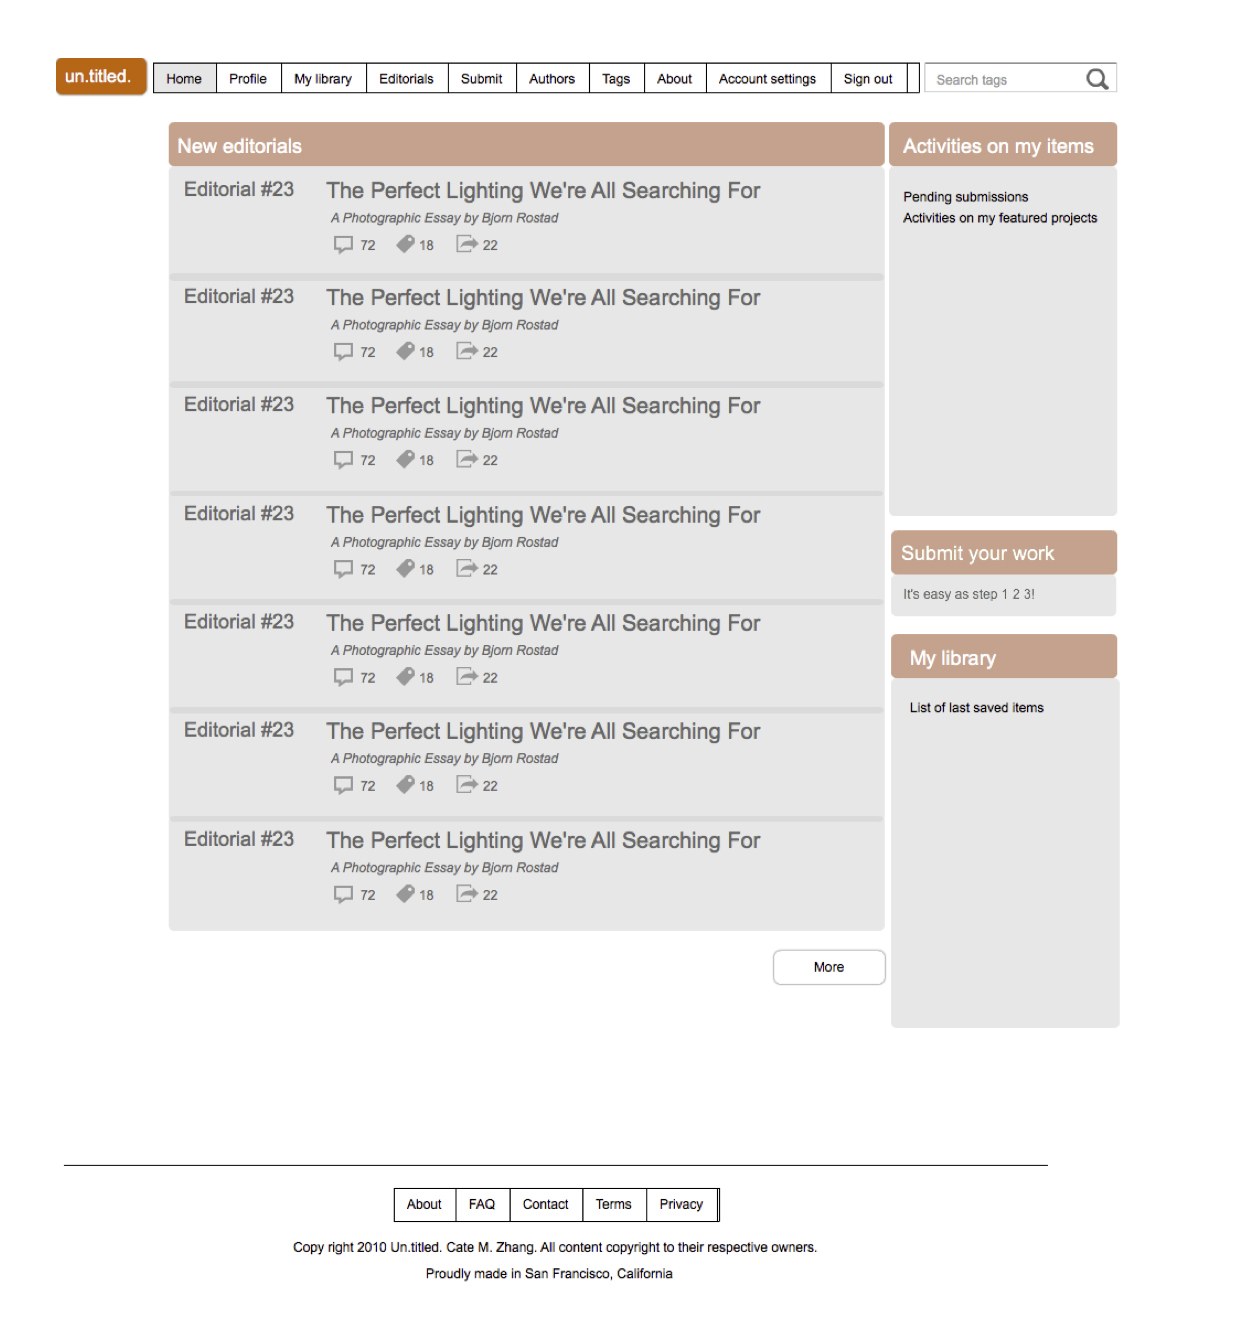 un.titled.
Home Profile My library Editorials Submit Authors Tags About Account settings Sign out
Search tags
New editorials
Editorial #23 The Perfect Lighting We're All Searching For
A Photographic Essay by Bjorn Rostad
72 18 22
Editorial #23 The Perfect Lighting We're All Searching For
A Photographic Essay by Bjorn Rostad
72 18 22
Editorial #23 The Perfect Lighting We're All Searching For
A Photographic Essay by Bjorn Rostad
72 18 22
Editorial #23 The Perfect Lighting We're All Searching For
A Photographic Essay by Bjorn Rostad
72 18 22
Editorial #23 The Perfect Lighting We're All Searching For
A Photographic Essay by Bjorn Rostad
72 18 22
Editorial #23 The Perfect Lighting We're All Searching For
A Photographic Essay by Bjorn Rostad
72 18 22
Editorial #23 The Perfect Lighting We're All Searching For
A Photographic Essay by Bjorn Rostad
72 18 22
More
Activities on my items
Pending submissions
Activities on my featured projects
Submit your work
It's easy as step 1 2 3!
My library
List of last saved items
About FAQ Contact Terms Privacy
Copy right 2010 Un.titled. Cate M. Zhang. All content copyright to their respective owners.
Proudly made in San Francisco, California